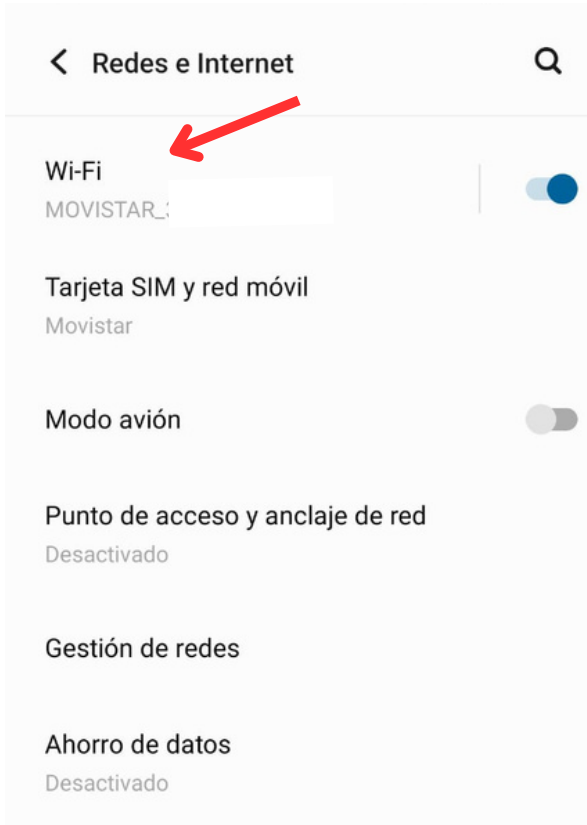 Redes e Internet
Wi-Fi
MOVISTAR_
Tarjeta SIM y red móvil
Movistar
Modo avión
Punto de acceso y anclaje de red
Desactivado
Gestión de redes
Ahorro de datos
Desactivado